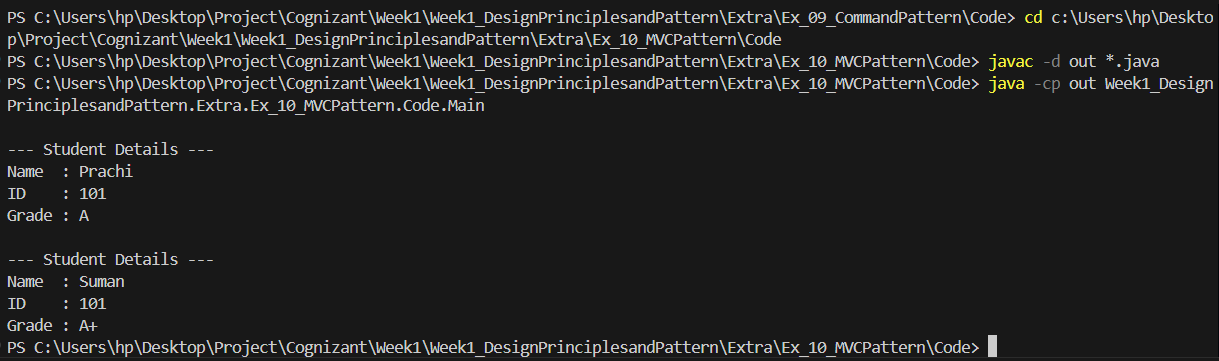 PS C:\Users\hp\Desktop\Project\Cognizant\Week1\Week1_DesignPrinciplesandPattern\Extra\Ex_09_CommandPattern\Code> cd c:\Users\hp\Deskto
p\Project\Cognizant\Week1\Week1_DesignPrinciplesandPattern\Extra\Ex_10_MVCPattern\Code
PS C:\Users\hp\Desktop\Project\Cognizant\Week1\Week1_DesignPrinciplesandPattern\Extra\Ex_10_MVCPattern\Code> javac -d out *.java
PS C:\Users\hp\Desktop\Project\Cognizant\Week1\Week1_DesignPrinciplesandPattern\Extra\Ex_10_MVCPattern\Code> java -cp out Week1_Design
PrinciplesandPattern.Extra.Ex_10_MVCPattern.Code.Main
--- Student Details ---
Name  : Prachi
ID    : 101
Grade : A
--- Student Details ---
Name  : Suman
ID    : 101
Grade : A+
PS C:\Users\hp\Desktop\Project\Cognizant\Week1\Week1_DesignPrinciplesandPattern\Extra\Ex_10_MVCPattern\Code>